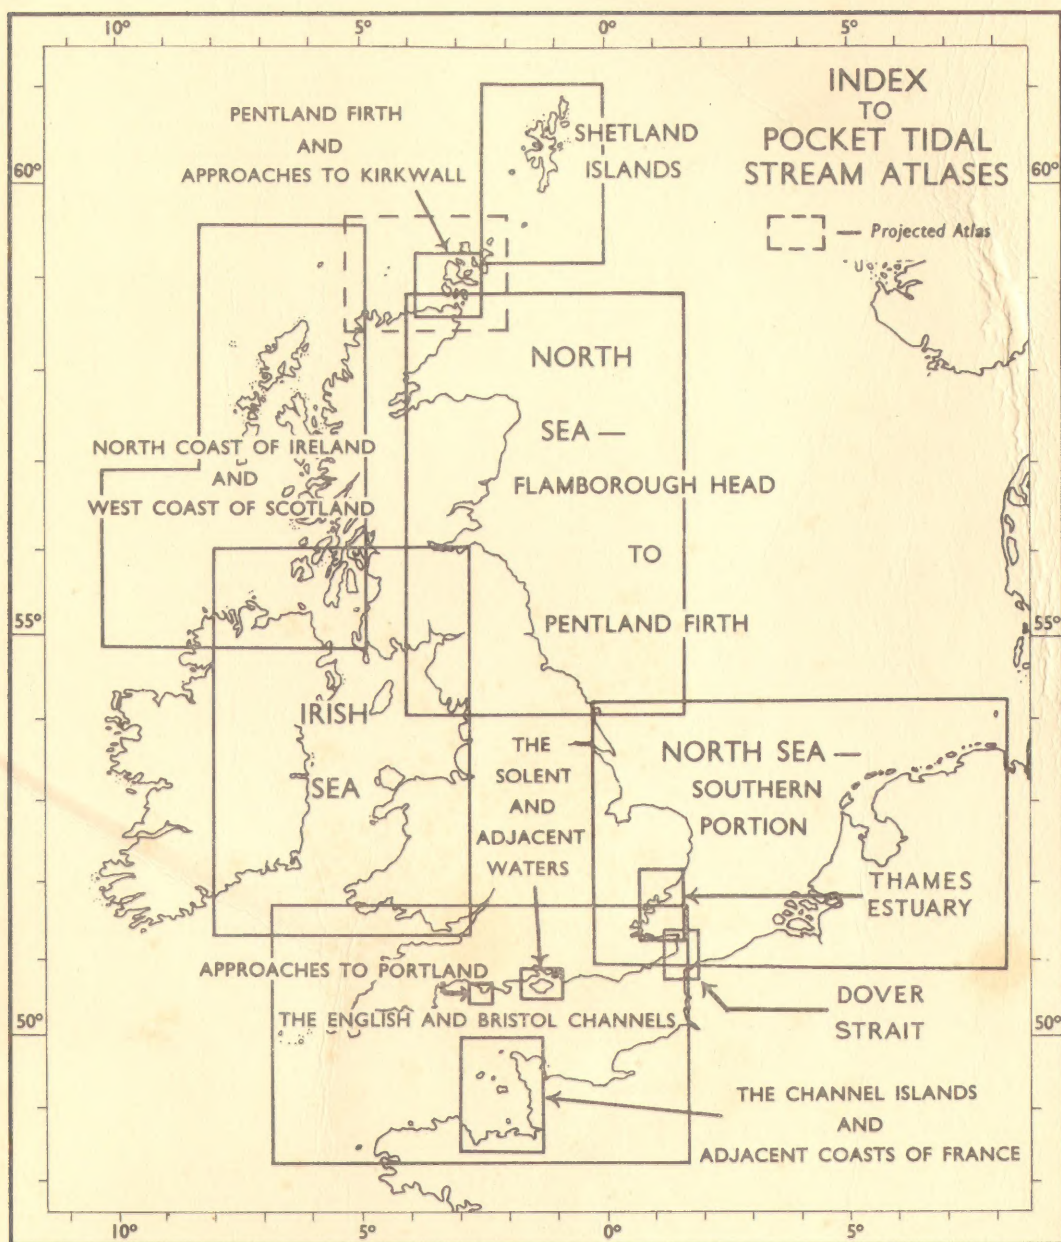 10°
5°
0°
5°
INDEX
TO
POCKET TIDAL
STREAM ATLASES
— Projected Atlas
PENTLAND FIRTH
AND
APPROACHES TO KIRKWALL
SHETLAND
ISLANDS
60°
60°
NORTH
SEA —
FLAMBOROUGH HEAD
TO
PENTLAND FIRTH
NORTH COAST OF IRELAND
AND
WEST COAST OF SCOTLAND
55°
55°
IRISH
SEA
THE
SOLENT
AND
ADJACENT
WATERS
NORTH SEA —
SOUTHERN
PORTION
THAMES
ESTUARY
APPROACHES TO PORTLAND
THE ENGLISH AND BRISTOL CHANNELS
DOVER
STRAIT
50°
50°
THE CHANNEL ISLANDS
AND
ADJACENT COASTS OF FRANCE
10°
5°
0°
5°